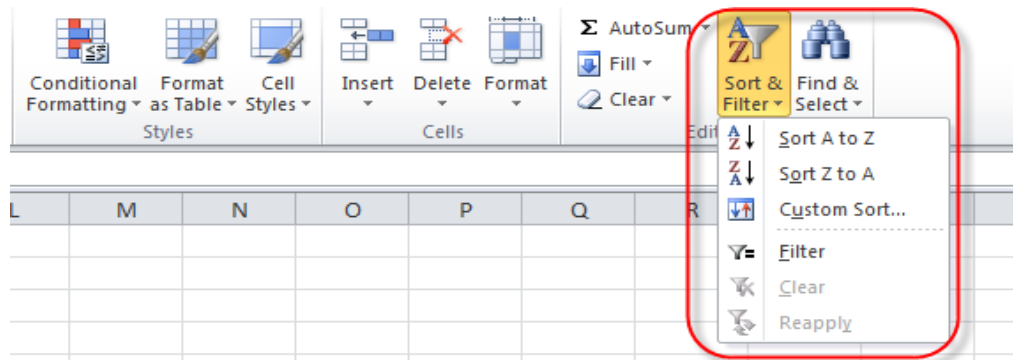 Σ AutoSum
Fill
Clear
Conditional Formatting
Format as Table
Cell Styles
Insert
Delete
Format
Sort & Filter
Find & Select
Styles
Cells
Edit
A Z Sort A to Z
Z A Sort Z to A
Custom Sort...
Filter
Clear
Reapply
L M N O P Q R